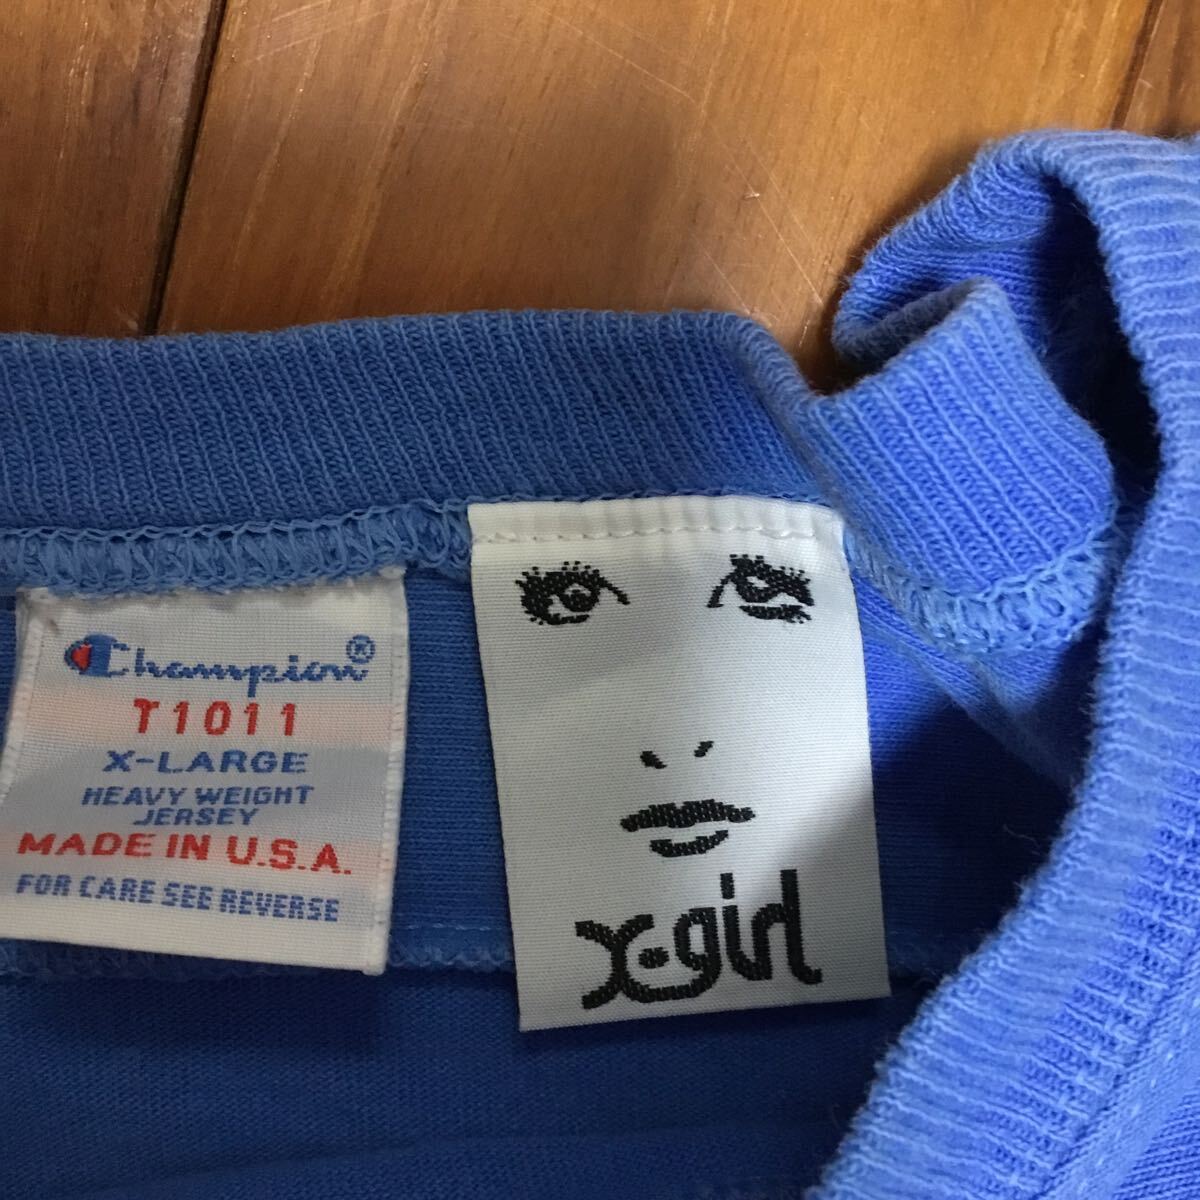 Champion®
T1011
X-LARGE
HEAVY WEIGHT
JERSEY
MADE IN U.S.A.
FOR CARE SEE REVERSE
X-girl